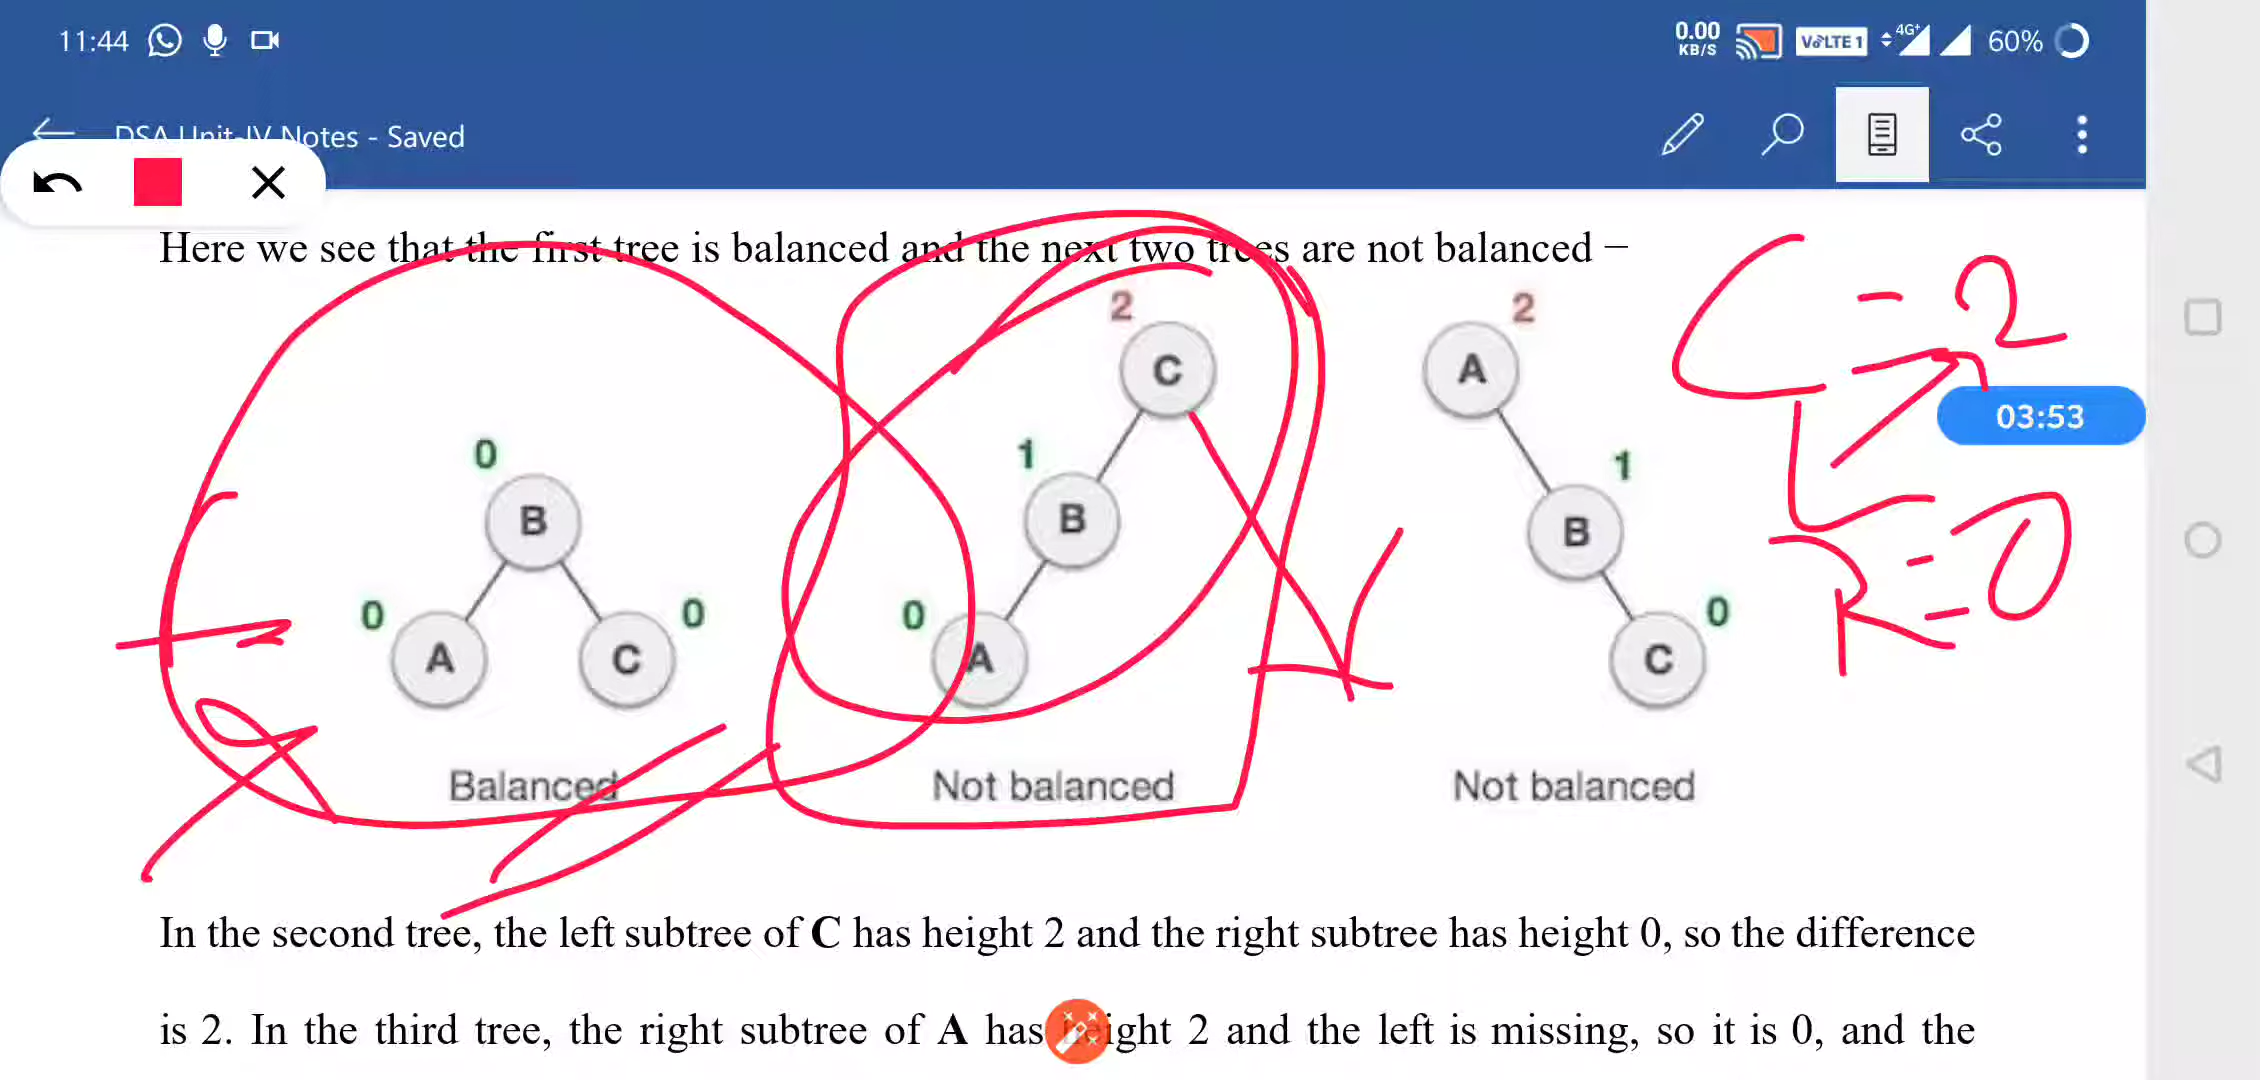 11:44 0.00 KB/S VoLTE 1 4G+ 60%
DSA Unit-IV Notes - Saved
Here we see that the first tree is balanced and the next two trees are not balanced −
2 2 - 2
C A
03:53
0 1 1
B B B
R = 0
0 0 0 0
A C A C
Balanced Not balanced Not balanced
In the second tree, the left subtree of C has height 2 and the right subtree has height 0, so the difference
is 2. In the third tree, the right subtree of A has height 2 and the left is missing, so it is 0, and the